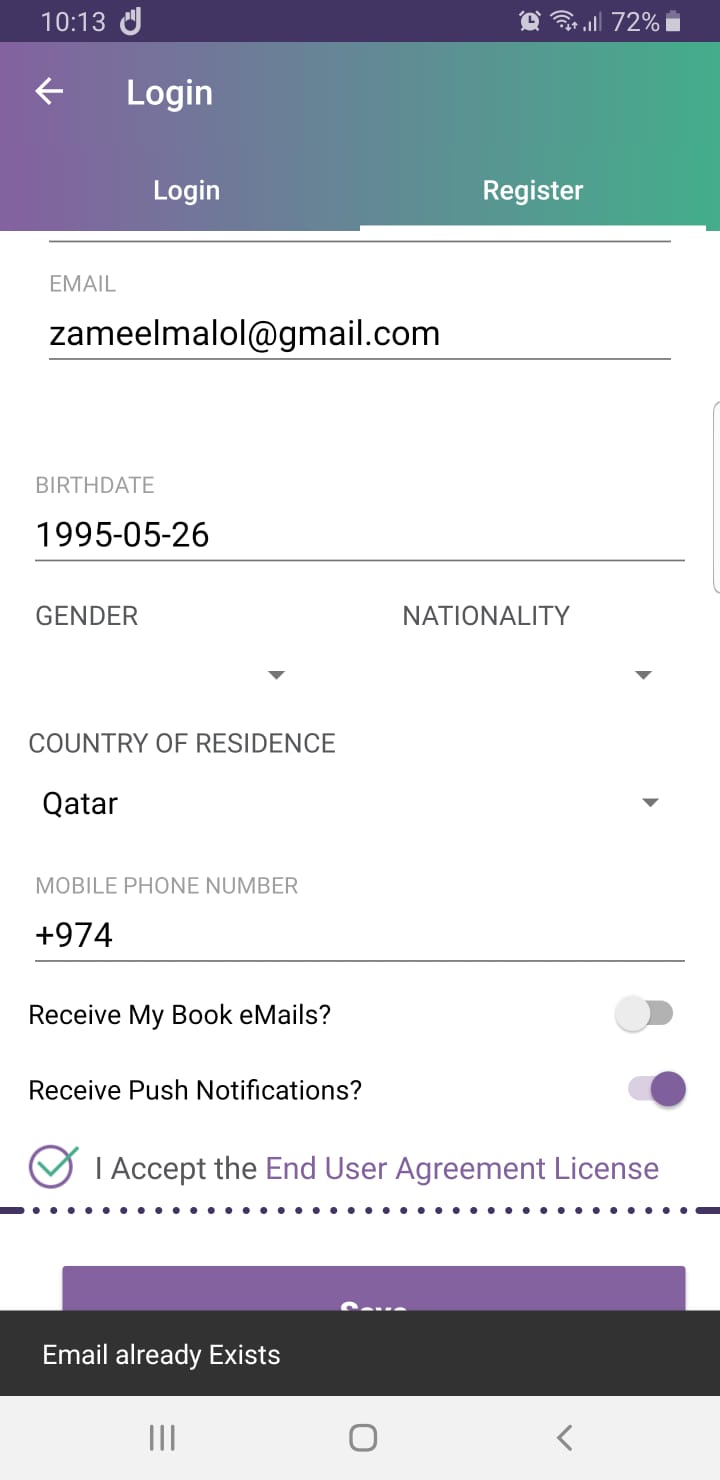 10:13 72%
Login
Login Register
EMAIL
zameelmalol@gmail.com
BIRTHDATE
1995-05-26
GENDER NATIONALITY
COUNTRY OF RESIDENCE
Qatar
MOBILE PHONE NUMBER
+974
Receive My Book eMails?
Receive Push Notifications?
I Accept the End User Agreement License
Save
Email already Exists